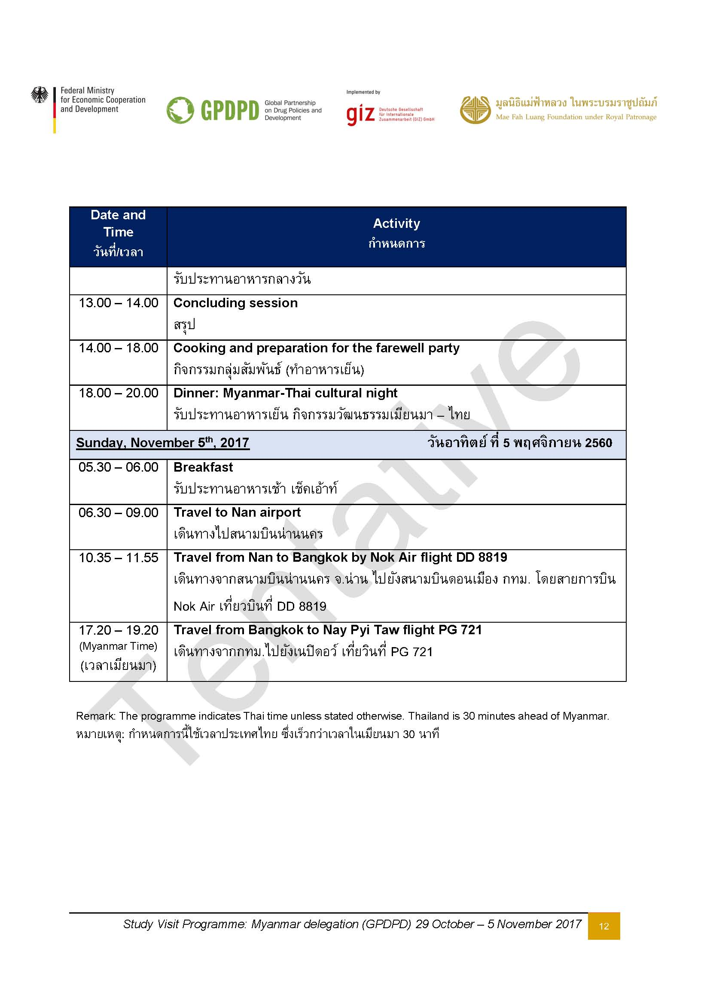 Federal Ministry
for Economic Cooperation
and Development
GPDPD
Global Partnership
on Drug Policies and
Development
Implemented by
giz
Deutsche Gesellschaft
für Internationale
Zusammenarbeit (GIZ) GmbH
มูลนิธิแม่ฟ้าหลวง ในพระบรมราชูปถัมภ์
Mae Fah Luang Foundation under Royal Patronage
Date and
Time
วันที่/เวลา
Activity
กำหนดการ
รับประทานอาหารกลางวัน
13.00 – 14.00
Concluding session
สรุป
14.00 – 18.00
Cooking and preparation for the farewell party
กิจกรรมกลุ่มสัมพันธ์ (ทำอาหารเย็น)
18.00 – 20.00
Dinner: Myanmar-Thai cultural night
รับประทานอาหารเย็น กิจกรรมวัฒนธรรมเมียนมา – ไทย
Sunday, November 5th, 2017 วันอาทิตย์ ที่ 5 พฤศจิกายน 2560
05.30 – 06.00
Breakfast
รับประทานอาหารเช้า เช็คเอ้าท์
06.30 – 09.00
Travel to Nan airport
เดินทางไปสนามบินน่านนคร
10.35 – 11.55
Travel from Nan to Bangkok by Nok Air flight DD 8819
เดินทางจากสนามบินน่านนคร จ.น่าน ไปยังสนามบินดอนเมือง กทม. โดยสายการบิน
Nok Air เที่ยวบินที่ DD 8819
17.20 – 19.20
(Myanmar Time)
(เวลาเมียนมา)
Travel from Bangkok to Nay Pyi Taw flight PG 721
เดินทางจากกทม.ไปยังเนปิดอว์ เที่ยวินที่ PG 721
Tentative
Remark: The programme indicates Thai time unless stated otherwise. Thailand is 30 minutes ahead of Myanmar.
หมายเหตุ: กำหนดการนี้ใช้เวลาประเทศไทย ซึ่งเร็วกว่าเวลาในเมียนมา 30 นาที
Study Visit Programme: Myanmar delegation (GPDPD) 29 October – 5 November 2017
12